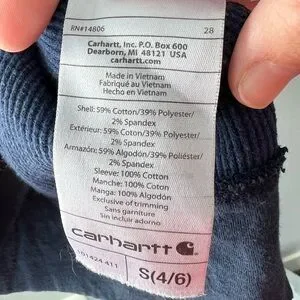 RN#14806 28
Carhartt, Inc. P.O. Box 600
Dearborn, MI 48121 USA
carhartt.com
Made in Vietnam
Fabriqué au Vietnam
Hecho en Vietnam
Shell: 59% Cotton/39% Polyester/
2% Spandex
Extérieur: 59% Coton/39% Polyester/
2% Spandex
Armazón: 59% Algodón/39% Poliéster/
2% Spandex
Sleeve: 100% Cotton
Manche: 100% Coton
Manga: 100% Algodón
Exclusive of trimming
Sans garniture
Sin incluir adorno
carhartt
101424 411 S(4/6)